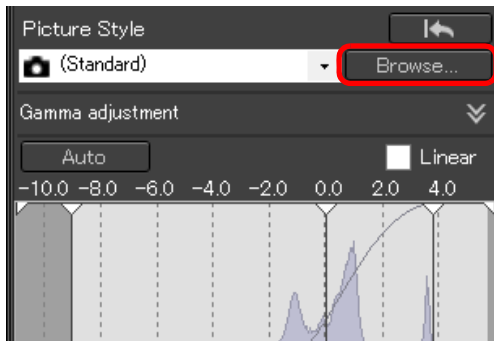 Picture Style
(Standard) Browse...
Gamma adjustment
Auto Linear
-10.0 -8.0 -6.0 -4.0 -2.0 0.0 2.0 4.0